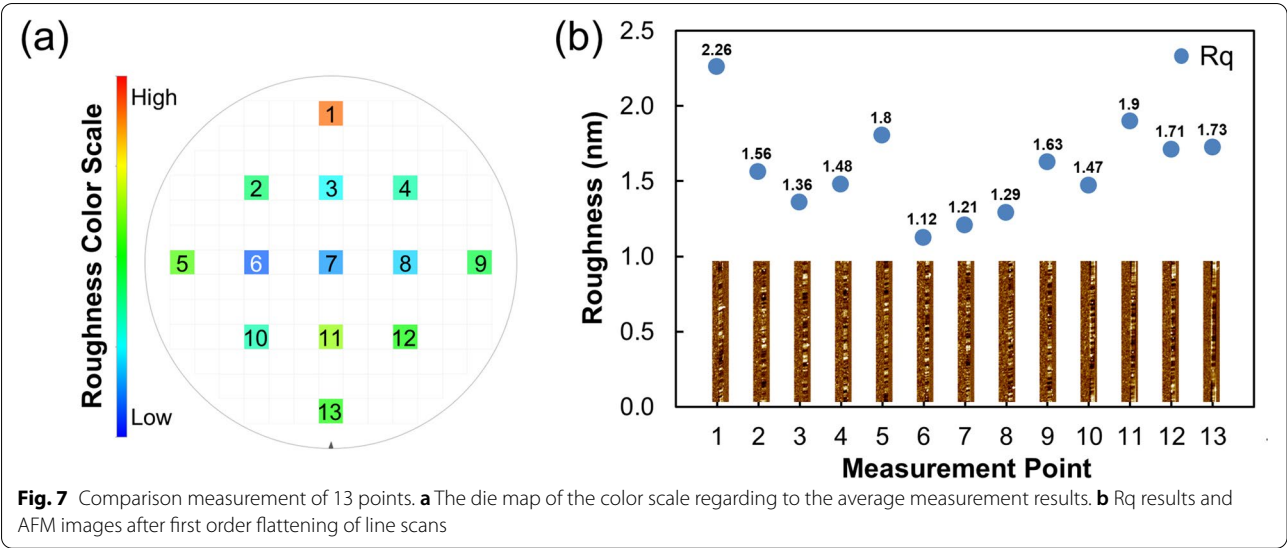 (a)
Roughness Color Scale
High
Low
1
2 3 4
5 6 7 8 9
10 11 12
13
(b)
Roughness (nm)
2.5
2.0
1.5
1.0
0.5
0.0
Rq
2.26
1.56
1.36
1.48
1.8
1.12
1.21
1.29
1.63
1.47
1.9
1.71
1.73
1 2 3 4 5 6 7 8 9 10 11 12 13
Measurement Point
Fig. 7 Comparison measurement of 13 points. a The die map of the color scale regarding to the average measurement results. b Rq results and
AFM images after first order flattening of line scans